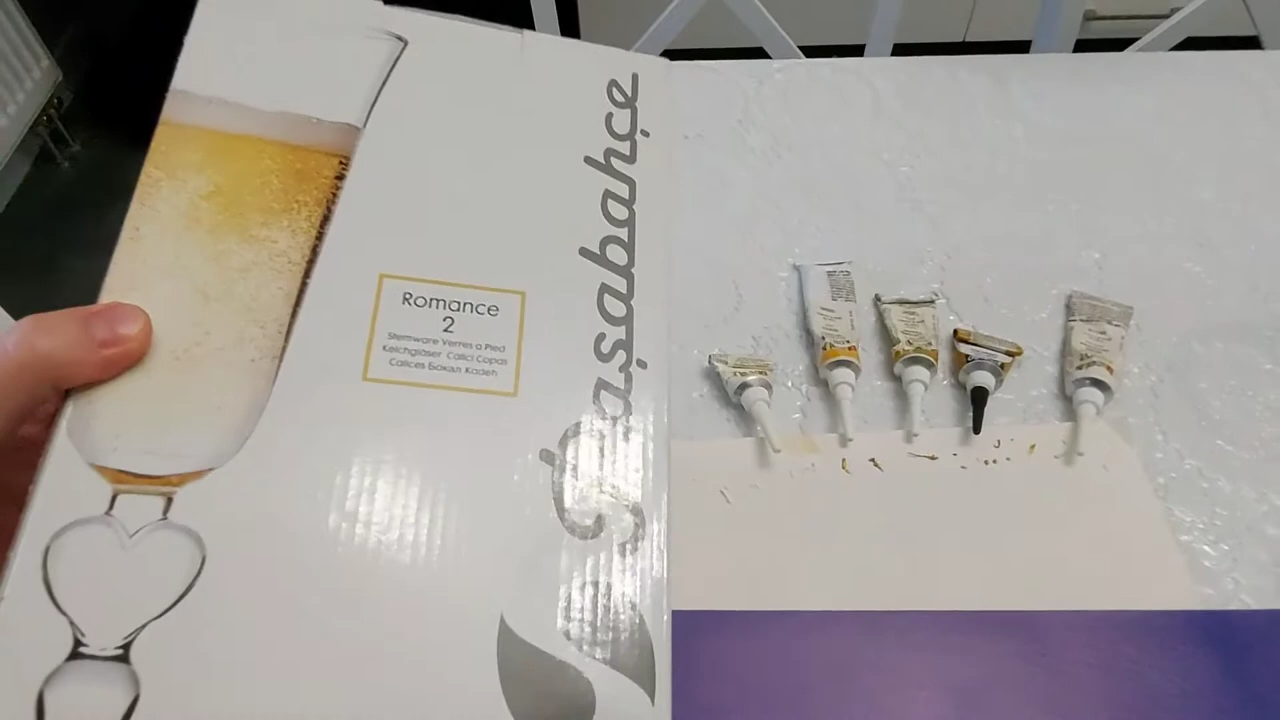 Romance
2
Stemware Verres a Pied
Kelchgläser Calici Copas
Calices Бокал Kadeh
Paşabahçe